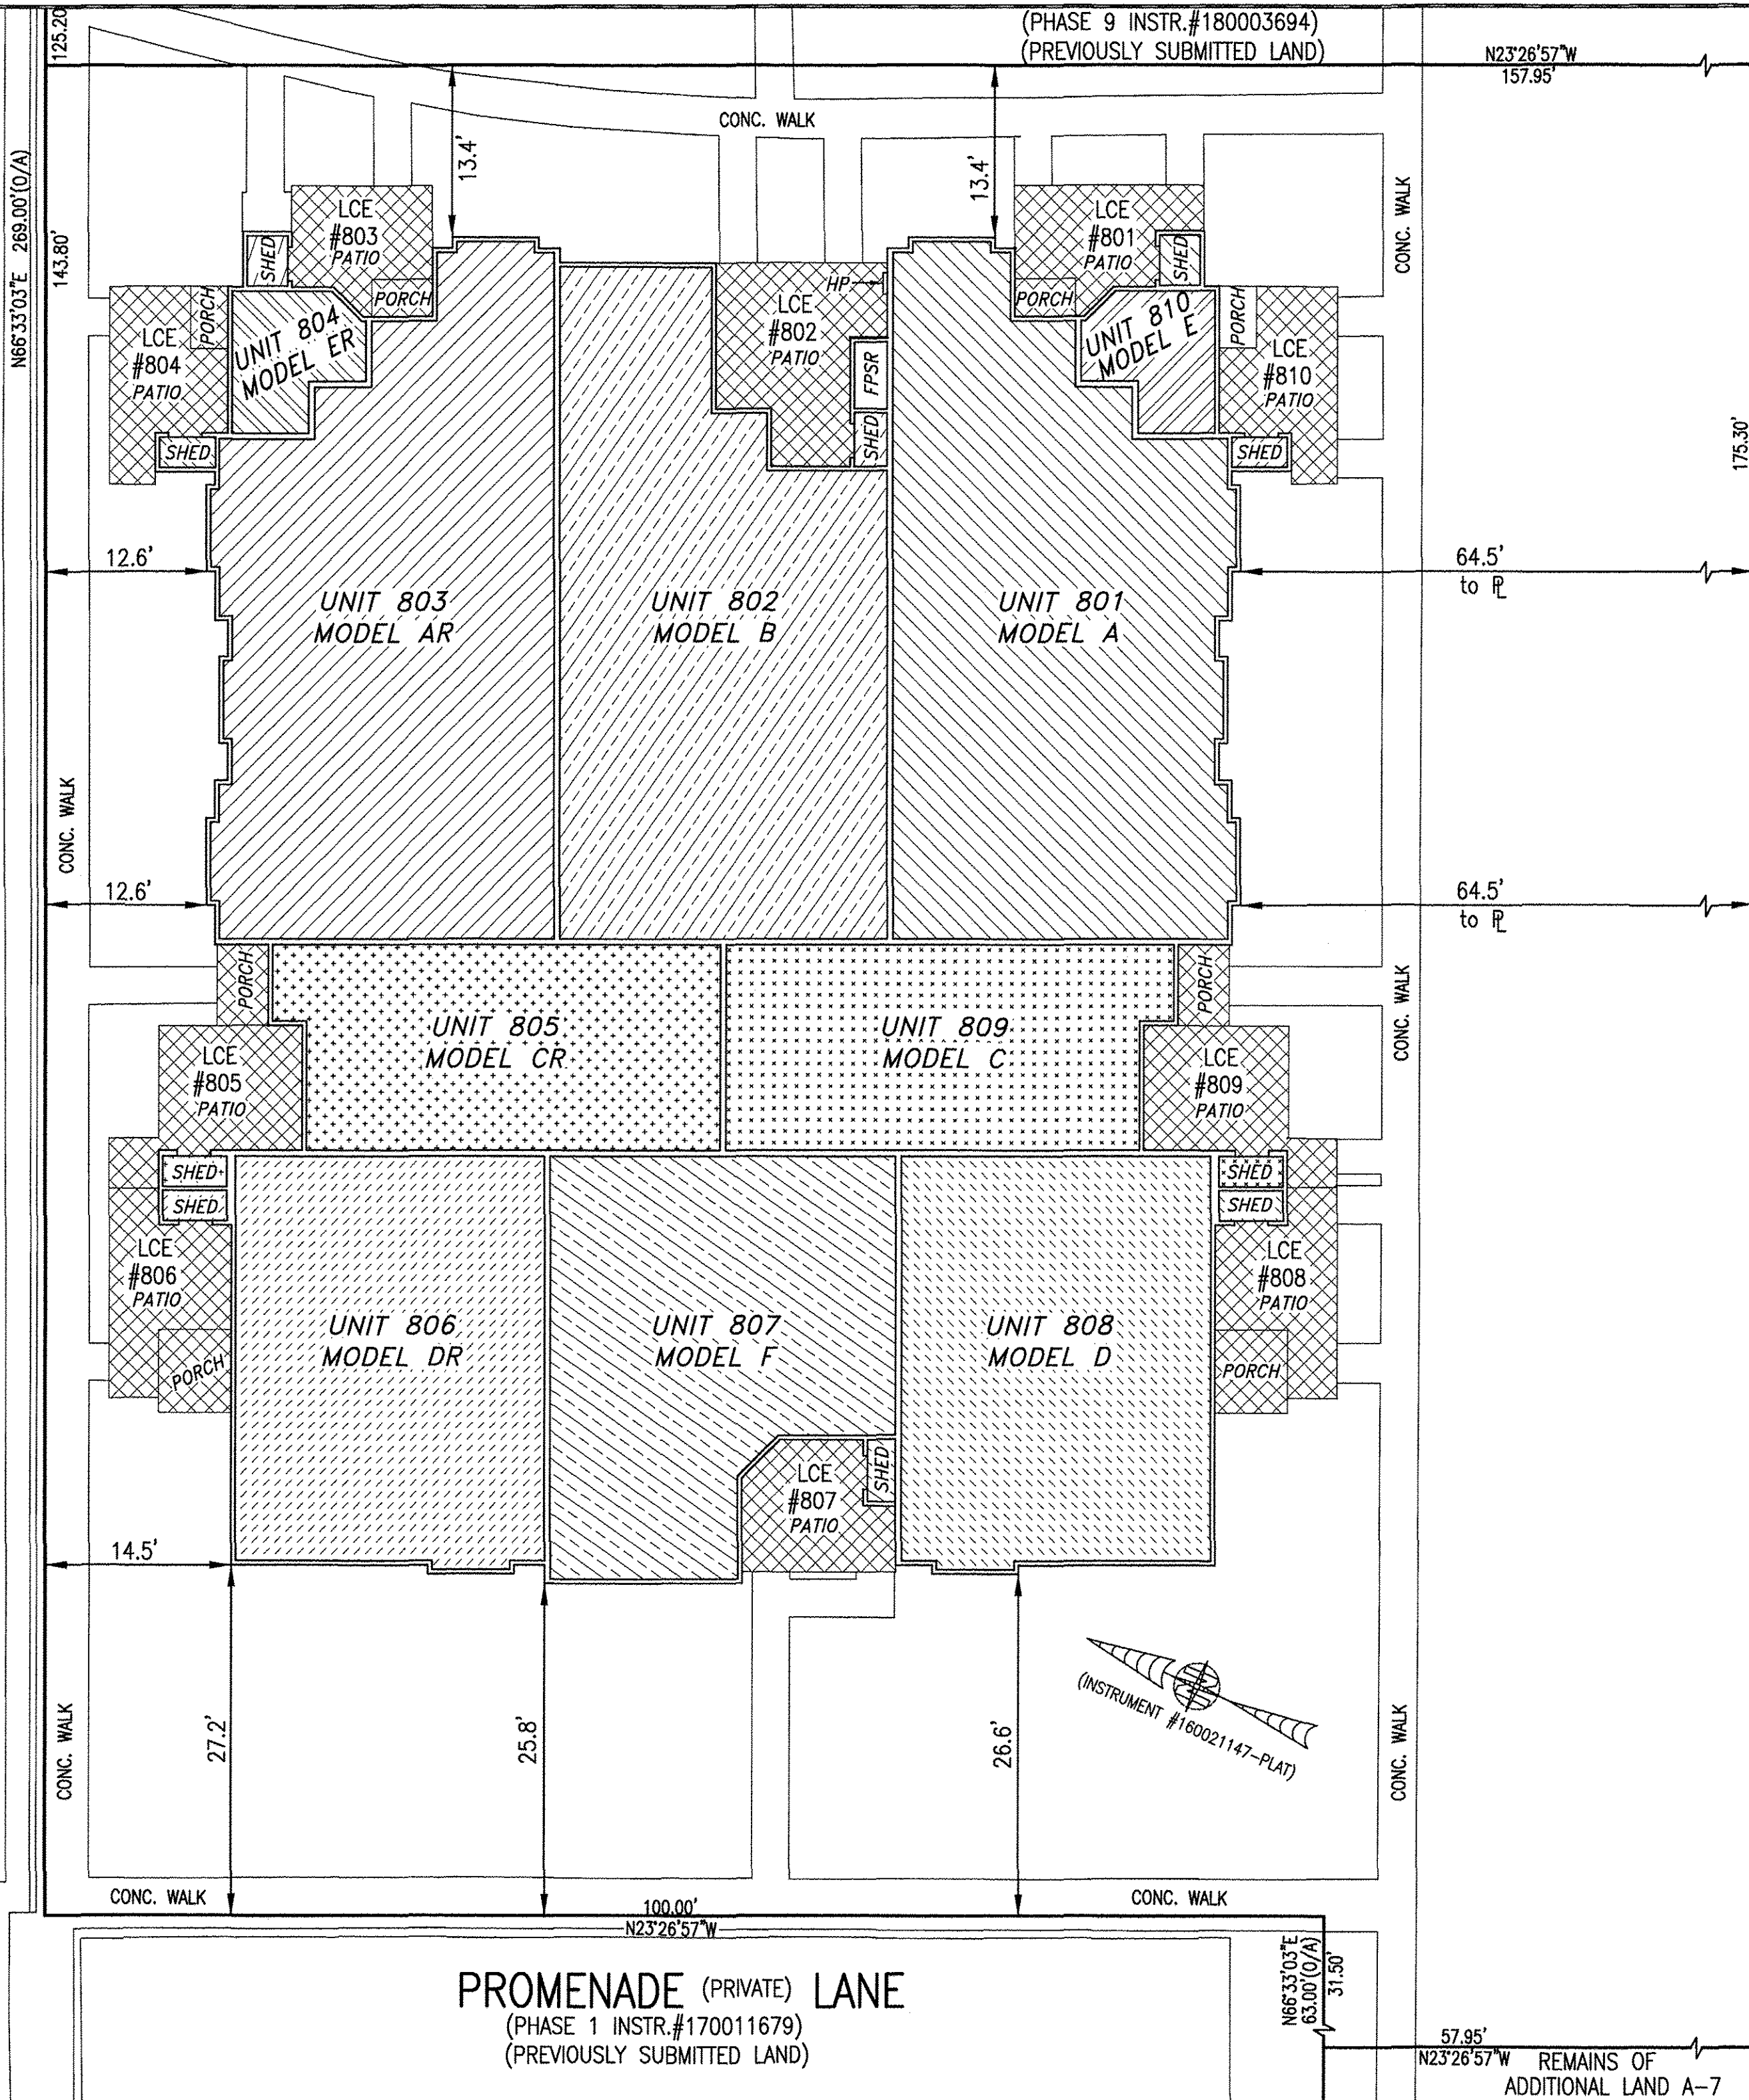 (PHASE 9 INSTR.#180003694)
(PREVIOUSLY SUBMITTED LAND)
N23°26'57"W
157.95'
125.20
N66°33'03"E 269.00'(O/A)
143.80'
CONC. WALK
13.4'
13.4'
CONC. WALK
175.30'
LCE
#803
PATIO
SHED
PORCH
LCE
#801
PATIO
SHED
PORCH
HP
LCE
#802
PATIO
FPSR
SHED
PORCH
LCE
#804
PATIO
SHED
UNIT 804
MODEL ER
UNIT 810
MODEL E
PORCH
LCE
#810
PATIO
SHED
12.6'
64.5'
to PL
UNIT 803
MODEL AR
UNIT 802
MODEL B
UNIT 801
MODEL A
CONC. WALK
12.6'
64.5'
to PL
PORCH
PORCH
CONC. WALK
UNIT 805
MODEL CR
UNIT 809
MODEL C
LCE
#805
PATIO
LCE
#809
PATIO
SHED
SHED
SHED
SHED
LCE
#806
PATIO
PORCH
LCE
#808
PATIO
PORCH
UNIT 806
MODEL DR
UNIT 807
MODEL F
UNIT 808
MODEL D
LCE
#807
PATIO
SHED
14.5'
27.2'
25.8'
26.6'
(INSTRUMENT #160021147-PLAT)
CONC. WALK
CONC. WALK
CONC. WALK
CONC. WALK
100.00'
N23°26'57"W
PROMENADE (PRIVATE) LANE
(PHASE 1 INSTR.#170011679)
(PREVIOUSLY SUBMITTED LAND)
N66°33'03"E
63.00'(O/A)
31.50'
57.95'
N23°26'57"W
REMAINS OF
ADDITIONAL LAND A-7